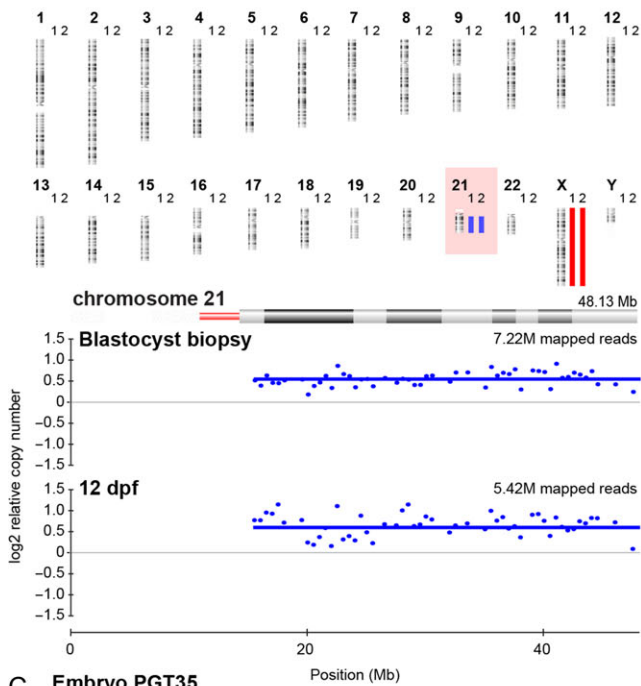 1 2 3 4 5 6 7 8 9 10 11 12
1 2 1 2 1 2 1 2 1 2 1 2 1 2 1 2 1 2 1 2 1 2 1 2
13 14 15 16 17 18 19 20 21 22 X Y
1 2 1 2 1 2 1 2 1 2 1 2 1 2 1 2 1 2 1 2 1 2 1 2
chromosome 21
48.13 Mb
Blastocyst biopsy
7.22M mapped reads
1.5
1.0
0.5
0
−0.5
−1.0
−1.5
12 dpf
5.42M mapped reads
1.5
1.0
0.5
0
−0.5
−1.0
−1.5
log2 relative copy number
0 20 40
Position (Mb)
C Embryo PGT35